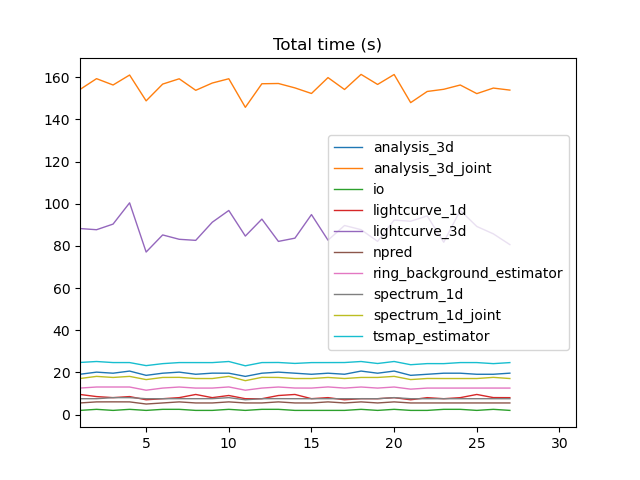 Total time (s)
160
140
120
100
80
60
40
20
0
analysis_3d
analysis_3d_joint
io
lightcurve_1d
lightcurve_3d
npred
ring_background_estimator
spectrum_1d
spectrum_1d_joint
tsmap_estimator
5 10 15 20 25 30